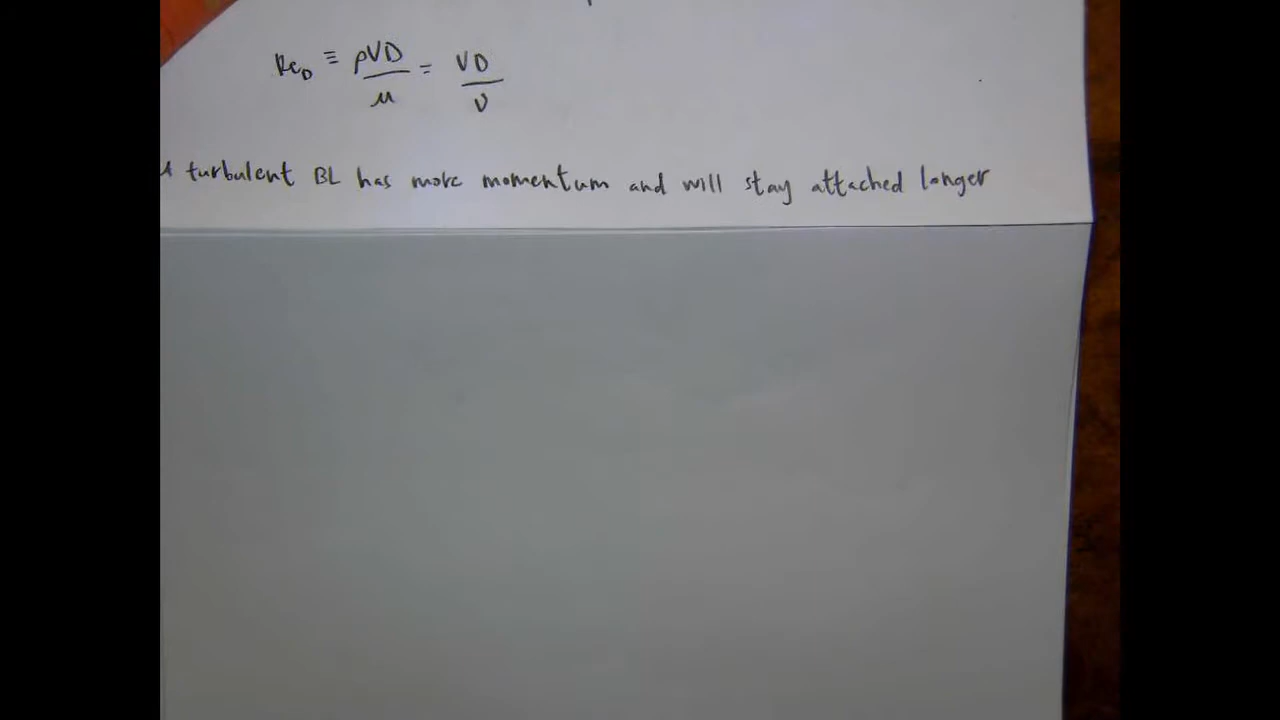 Re_D ≡ ρVD/μ = VD/ν
A turbulent BL has more momentum and will stay attached longer